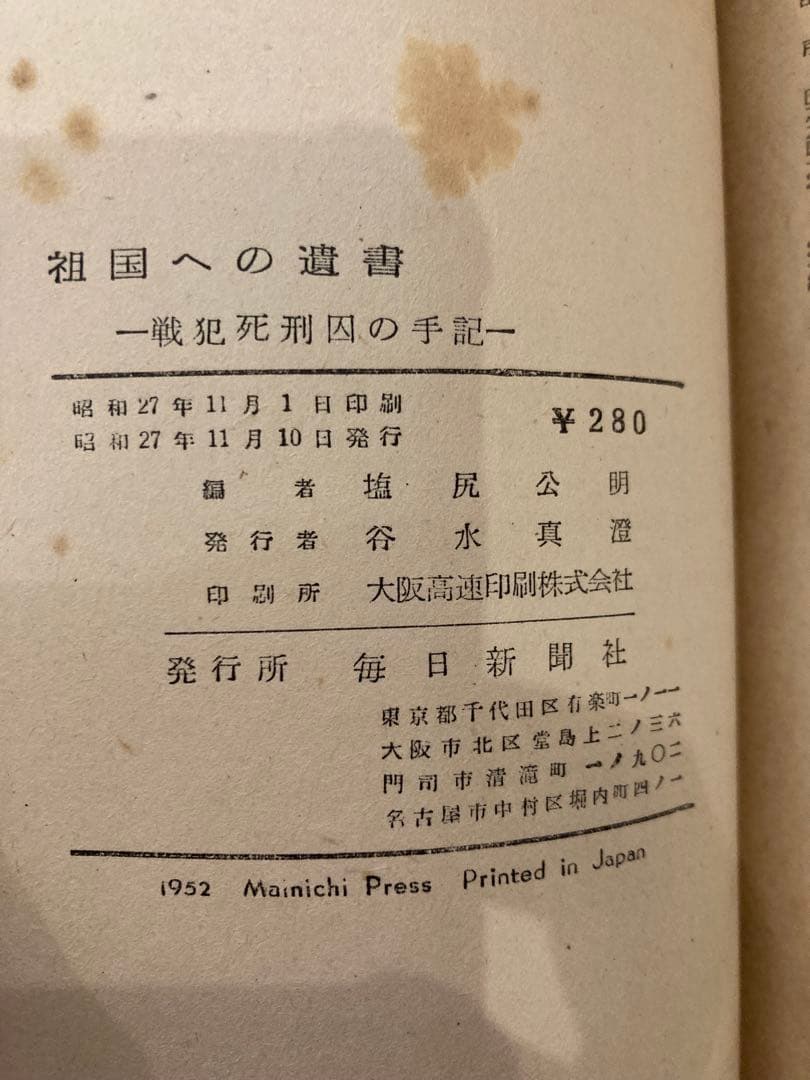 祖国への遺書
―戦犯死刑囚の手記―
昭和27年11月1日印刷
昭和27年11月10日発行
¥280
編者 塩尻公明
発行者 谷水真澄
印刷所 大阪高速印刷株式会社
発行所 毎日新聞社
東京都千代田区有楽町一ノ一一
大阪市北区堂島上二ノ三六
門司市清滝町一ノ九〇二
名古屋市中村区堀内町四ノ一
1952 Mainichi Press Printed in Japan